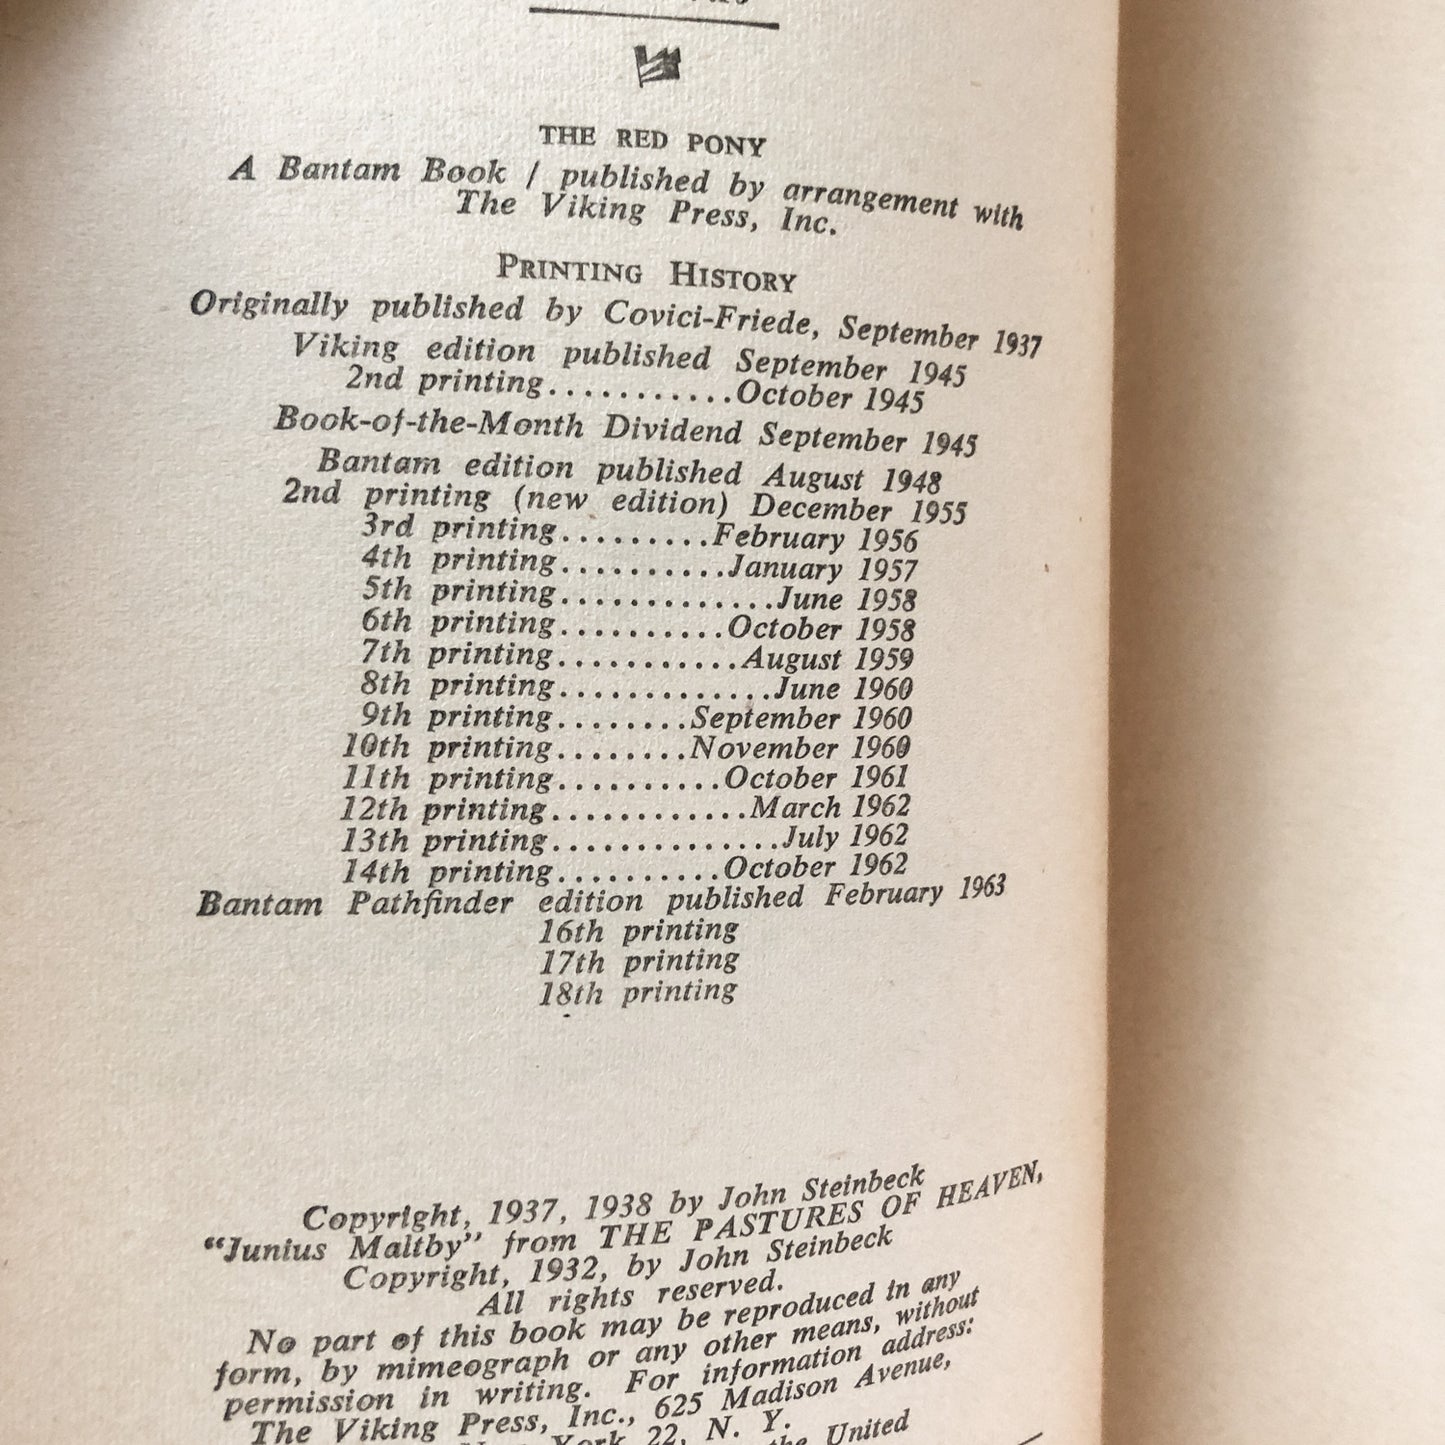 THE RED PONY
A Bantam Book / published by arrangement with
The Viking Press, Inc.
PRINTING HISTORY
Originally published by Covici-Friede, September 1937
Viking edition published September 1945
2nd printing...........October 1945
Book-of-the-Month Dividend September 1945
Bantam edition published August 1948
2nd printing (new edition) December 1955
3rd printing.........February 1956
4th printing..........January 1957
5th printing.............June 1958
6th printing..........October 1958
7th printing...........August 1959
8th printing.............June 1960
9th printing........September 1960
10th printing........November 1960
11th printing..........October 1961
12th printing............March 1962
13th printing..............July 1962
14th printing..........October 1962
Bantam Pathfinder edition published February 1963
16th printing
17th printing
18th printing
Copyright, 1937, 1938 by John Steinbeck
"Junius Maltby" from THE PASTURES OF HEAVEN,
Copyright, 1932, by John Steinbeck
All rights reserved.
No part of this book may be reproduced in any
form, by mimeograph or any other means, without
permission in writing. For information address:
The Viking Press, Inc., 625 Madison Avenue,
York 22, N. Y.
the United